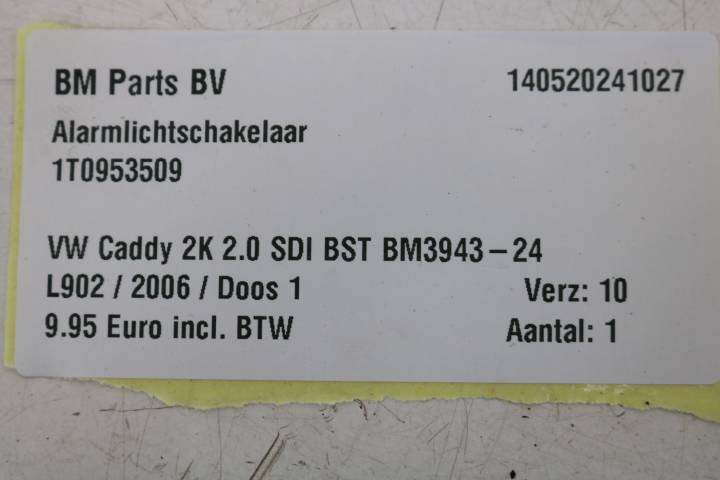 BM Parts BV 140520241027
Alarmlichtschakelaar
1T0953509
VW Caddy 2K 2.0 SDI BST BM3943-24
L902 / 2006 / Doos 1 Verz: 10
9.95 Euro incl. BTW Aantal: 1